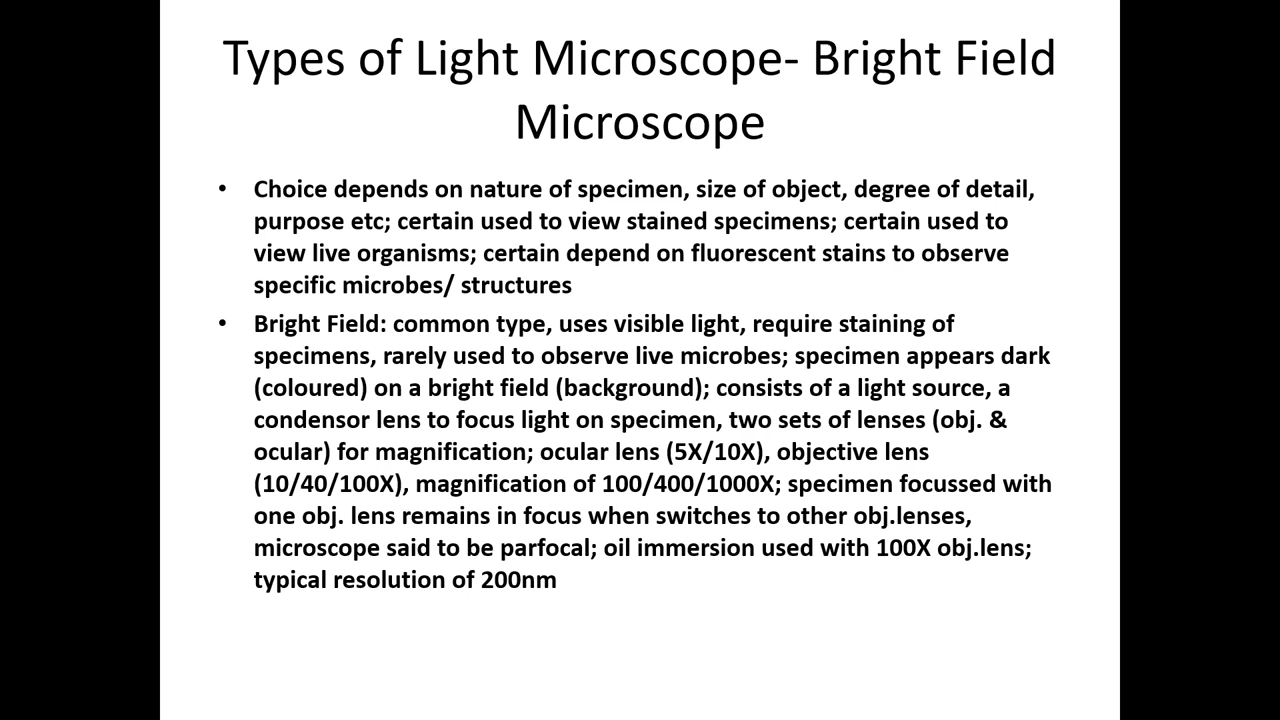 Types of Light Microscope- Bright Field
Microscope
• Choice depends on nature of specimen, size of object, degree of detail,
purpose etc; certain used to view stained specimens; certain used to
view live organisms; certain depend on fluorescent stains to observe
specific microbes/ structures
• Bright Field: common type, uses visible light, require staining of
specimens, rarely used to observe live microbes; specimen appears dark
(coloured) on a bright field (background); consists of a light source, a
condensor lens to focus light on specimen, two sets of lenses (obj. &
ocular) for magnification; ocular lens (5X/10X), objective lens
(10/40/100X), magnification of 100/400/1000X; specimen focussed with
one obj. lens remains in focus when switches to other obj.lenses,
microscope said to be parfocal; oil immersion used with 100X obj.lens;
typical resolution of 200nm